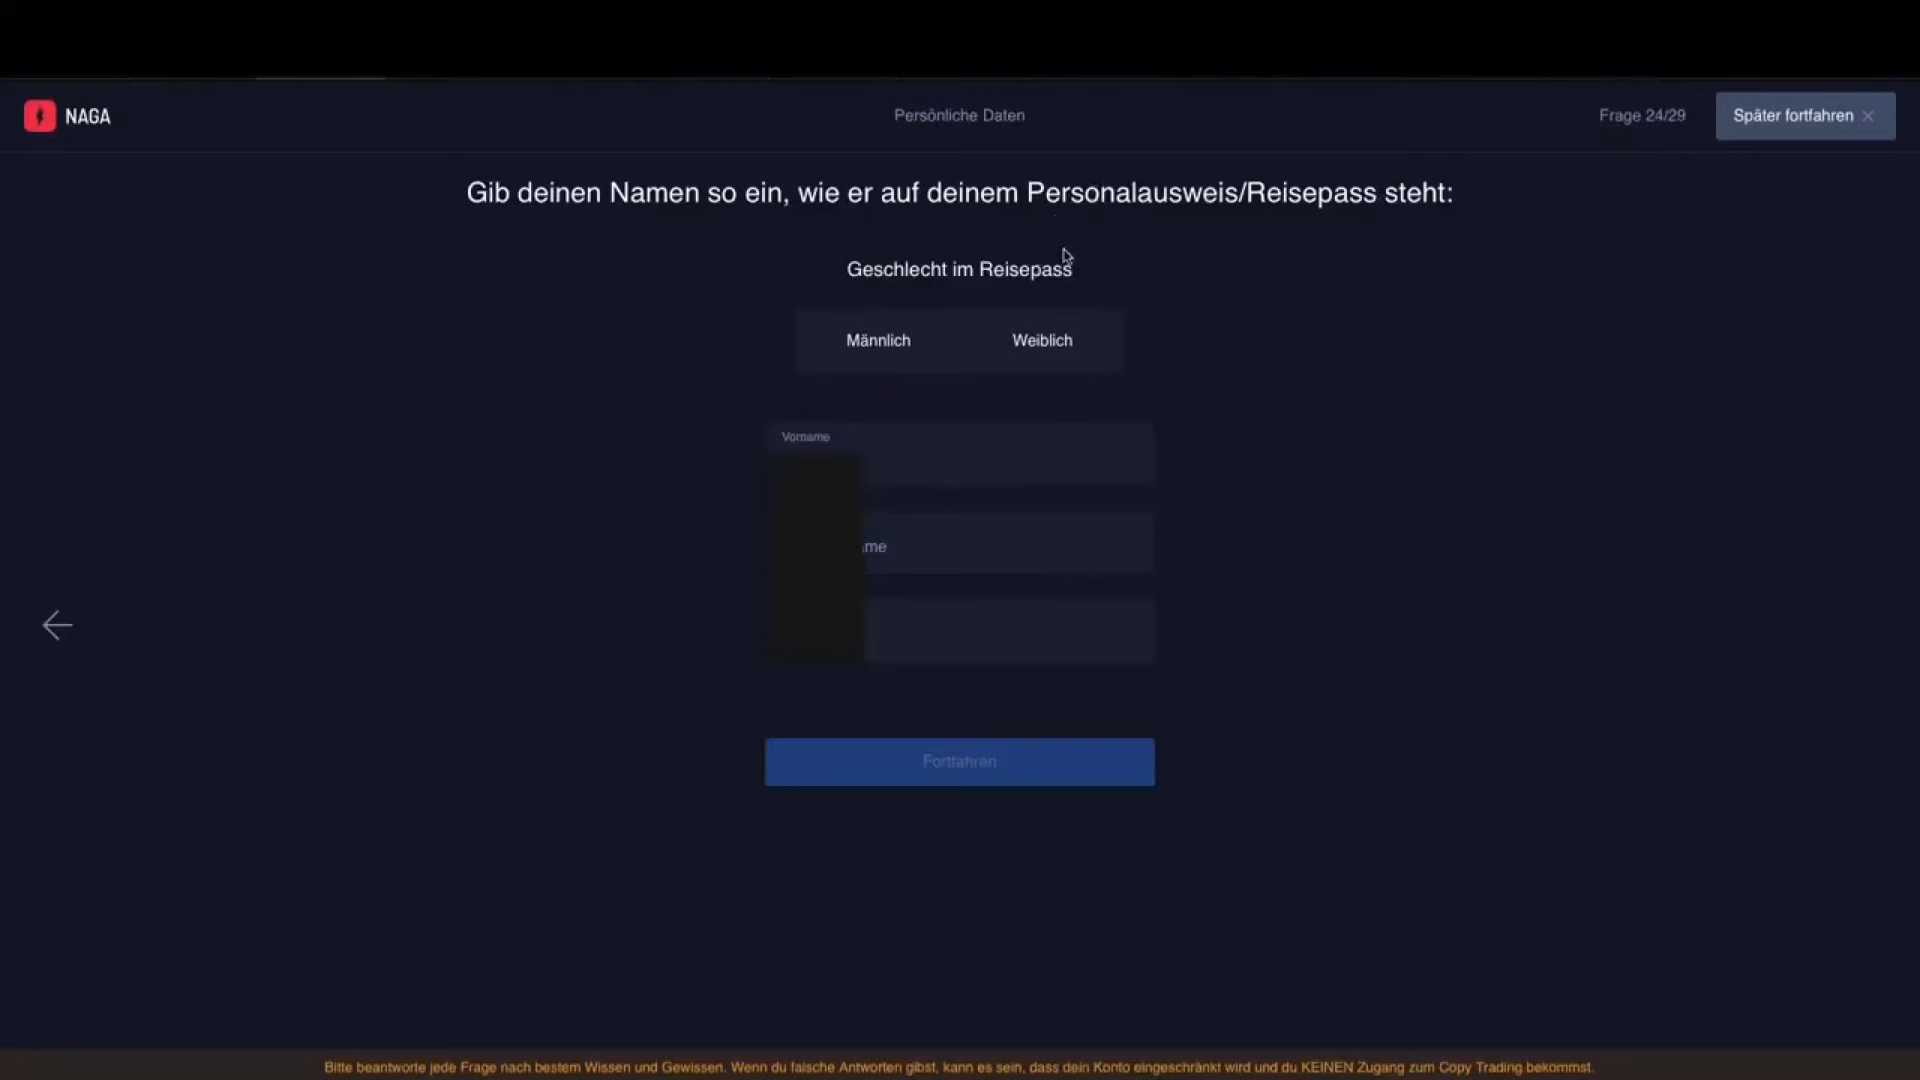 NAGA
Persönliche Daten
Frage 24/29
Später fortfahren
Gib deinen Namen so ein, wie er auf deinem Personalausweis/Reisepass steht:
Geschlecht im Reisepass
Männlich
Weiblich
Vorname
me
Fortfahren
Bitte beantworte jede Frage nach bestem Wissen und Gewissen. Wenn du falsche Antworten gibst, kann es sein, dass dein Konto eingeschränkt wird und du KEINEN Zugang zum Copy Trading bekommst.